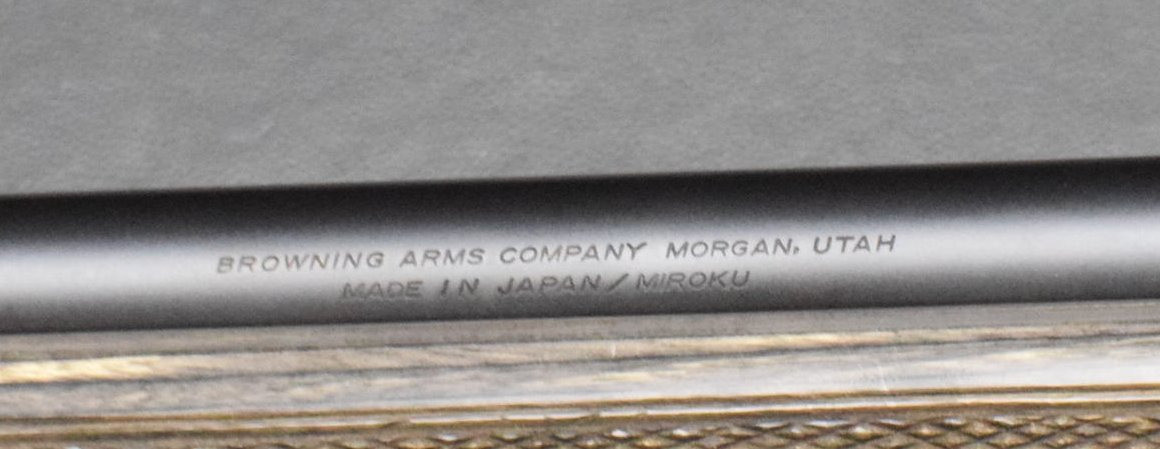 BROWNING ARMS COMPANY MORGAN, UTAH
MADE IN JAPAN/MIROKU